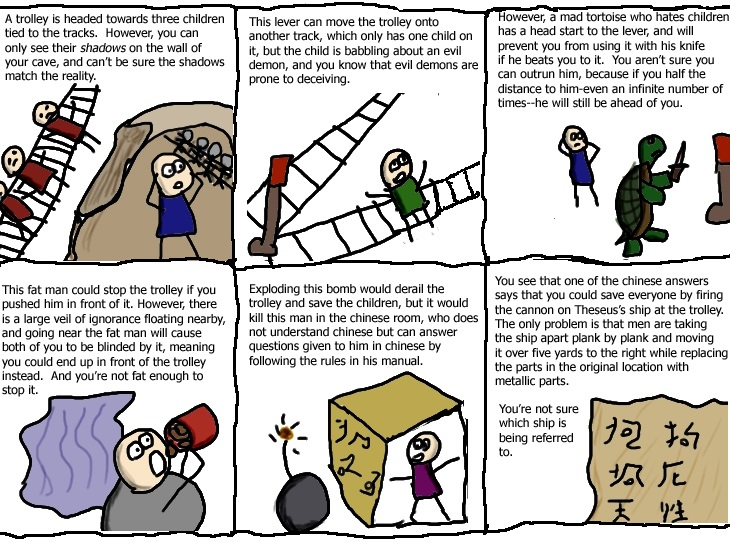 A trolley is headed towards three children
tied to the tracks.  However, you can
only see their shadows on the wall of
your cave, and can't be sure the shadows
match the reality.
This lever can move the trolley onto
another track, which only has one child on
it, but the child is babbling about an evil
demon, and you know that evil demons are
prone to deceiving.
However, a mad tortoise who hates children
has a head start to the lever, and will
prevent you from using it with his knife
if he beats you to it.  You aren't sure you
can outrun him, because if you half the
distance to him-even an infinite number of
times--he will still be ahead of you.
This fat man could stop the trolley if you
pushed him in front of it. However, there
is a large veil of ignorance floating nearby,
and going near the fat man will cause
both of you to be blinded by it, meaning
you could end up in front of the trolley
instead.  And you're not fat enough to
stop it.
Exploding this bomb would derail the
trolley and save the children, but it would
kill this man in the chinese room, who does
not understand chinese but can answer
questions given to him in chinese by
following the rules in his manual.
You see that one of the chinese answers
says that you could save everyone by firing
the cannon on Theseus's ship at the trolley.
The only problem is that men are taking
the ship apart plank by plank and moving
it over five yards to the right while replacing
the parts in the original location with
metallic parts.
You're not sure
which ship is
being referred
to.